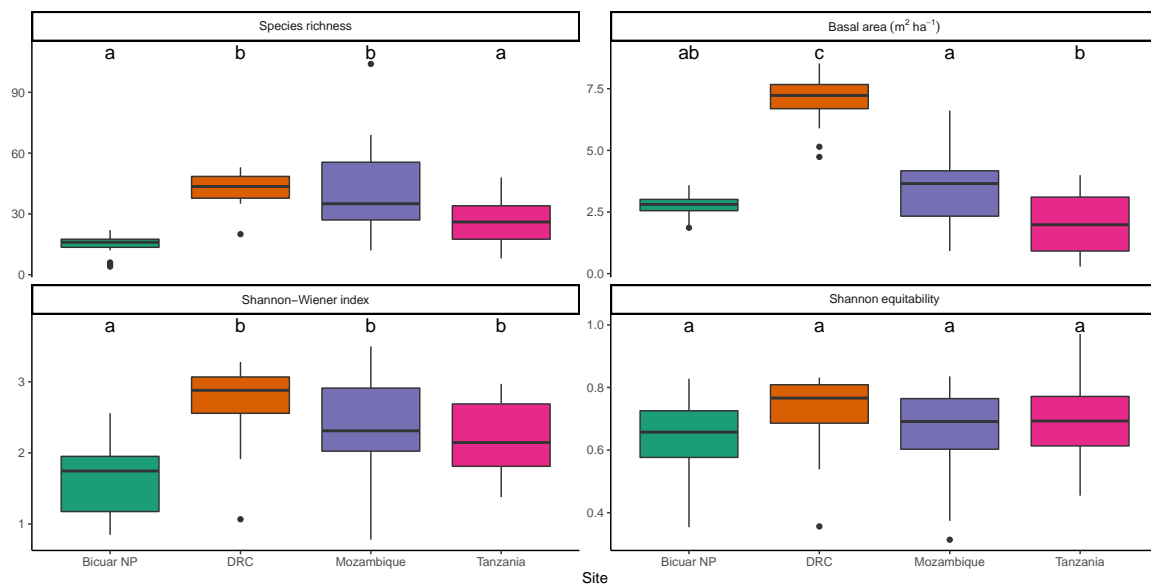 Species richness
a b b a
90
60
30
0
Basal area (m² ha⁻¹)
ab c a b
7.5
5.0
2.5
0.0
Shannon−Wiener index
a b b b
3
2
1
Bicuar NP DRC Mozambique Tanzania
Shannon equitability
a a a a
1.0
0.8
0.6
0.4
Bicuar NP DRC Mozambique Tanzania
Site